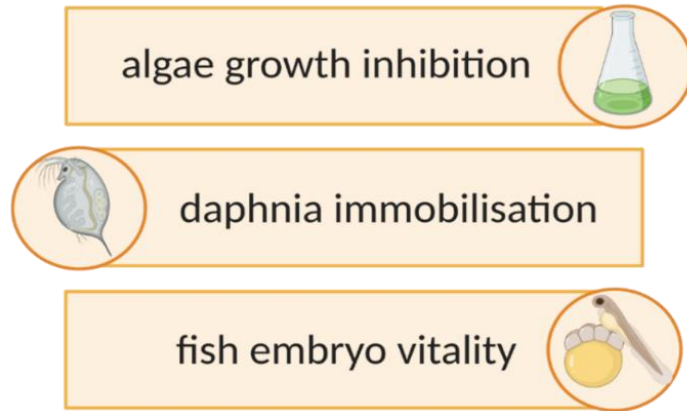 algae growth inhibition
daphnia immobilisation
fish embryo vitality